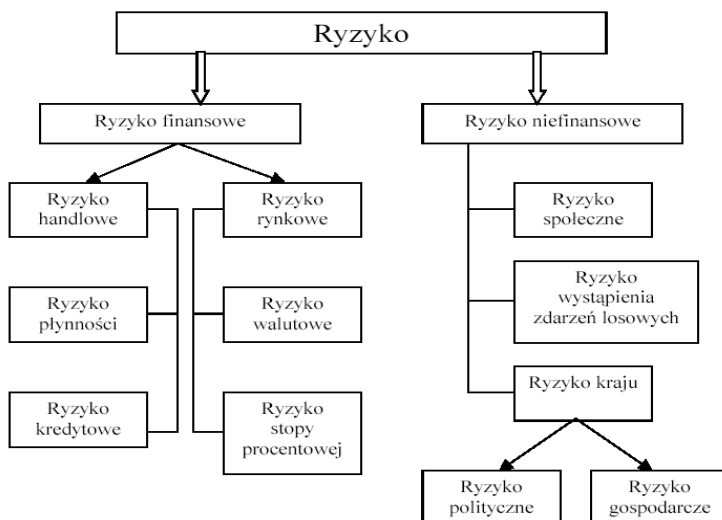 Ryzyko
Ryzyko finansowe
Ryzyko niefinansowe
Ryzyko
handlowe
Ryzyko
rynkowe
Ryzyko
społeczne
Ryzyko
płynności
Ryzyko
walutowe
Ryzyko
wystąpienia
zdarzeń losowych
Ryzyko
kredytowe
Ryzyko
stopy
procentowej
Ryzyko kraju
Ryzyko
polityczne
Ryzyko
gospodarcze